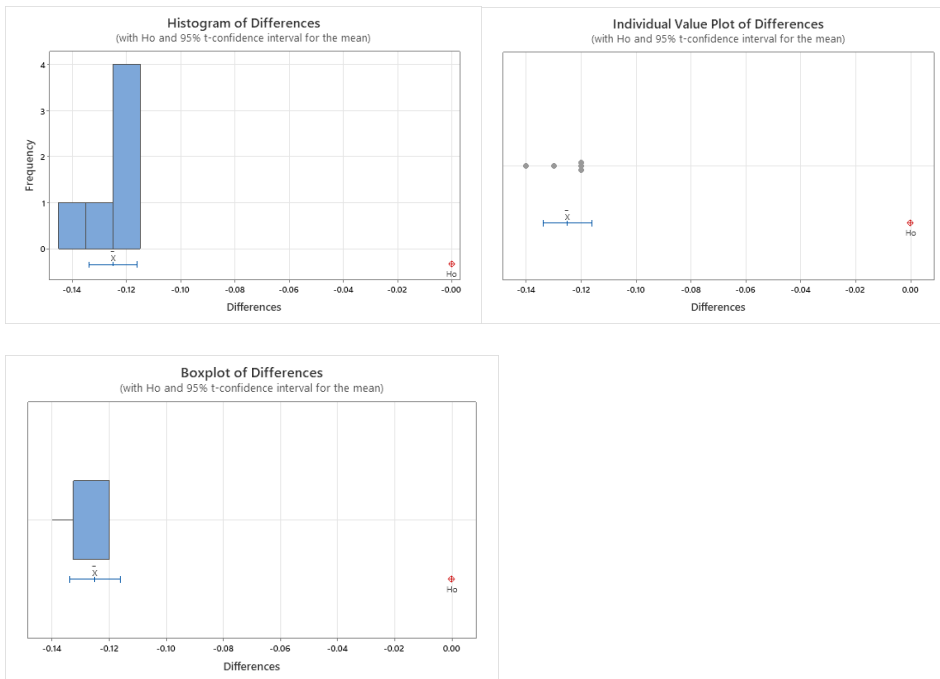 Histogram of Differences
(with Ho and 95% t-confidence interval for the mean)
Frequency
4
3
2
1
0
X̄
Ho
-0.14 -0.12 -0.10 -0.08 -0.06 -0.04 -0.02 -0.00
Differences
Individual Value Plot of Differences
(with Ho and 95% t-confidence interval for the mean)
X̄
Ho
-0.14 -0.12 -0.10 -0.08 -0.06 -0.04 -0.02 0.00
Differences
Boxplot of Differences
(with Ho and 95% t-confidence interval for the mean)
X̄
Ho
-0.14 -0.12 -0.10 -0.08 -0.06 -0.04 -0.02 0.00
Differences